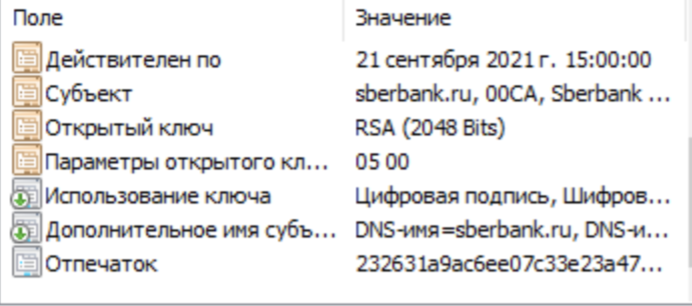 Поле Значение
Действителен по 21 сентября 2021 г. 15:00:00
Субъект sberbank.ru, 00CA, Sberbank ...
Открытый ключ RSA (2048 Bits)
Параметры открытого кл... 05 00
Использование ключа Цифровая подпись, Шифров...
Дополнительное имя субъ... DNS-имя=sberbank.ru, DNS-и...
Отпечаток 232631a9ac6ee07c33e23a47...